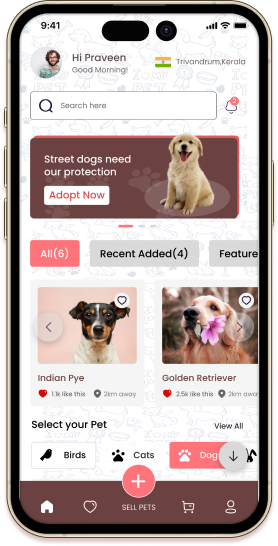 9:41
Hi Praveen
Good Morning!
Trivandrum,Kerala
Search here
2
Street dogs need
our protection
Adopt Now
All(6)
Recent Added(4)
Feature
Indian Pye
1.1k like this
2km away
Golden Retriever
2.5k like this
2km away
Select your Pet
View All
Birds
Cats
Dog
SELL PETS